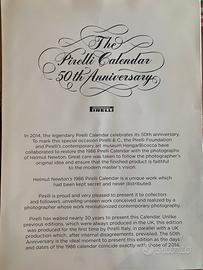 The
Pirelli Calendar
50th Anniversary
PIRELLI
In 2014, the legendary Pirelli Calendar celebrates its 50th anniversary.
To mark this special occasion Pirelli & C., the Pirelli Foundation
and Pirelli's contemporary art museum HangarBicocca have
collaborated to restore the 1986 Pirelli Calendar with the photographs
of Helmut Newton. Great care was taken to follow the photographer's
original idea and ensure that the finished product is faithful
to the modern master's vision.
Helmut Newton's 1986 Pirelli Calendar is a unique work which
had been kept secret and never distributed.
Pirelli is proud and very pleased to present it to collectors
and followers, unveiling unseen work conceived and realized by a
photographer whose work revolutionized contemporary
Pirelli has waited nearly 30 years to present this Calendar. Unlike
previous editions, which were always produced in the UK, this edition
was produced for the first time by Pirelli Italy, in parallel with a UK
production which, after internal disagreements, prevailed. The 50th
Anniversary is the ideal moment to present this edition as the days
and dates of the 1986 calendar coincide exactly with